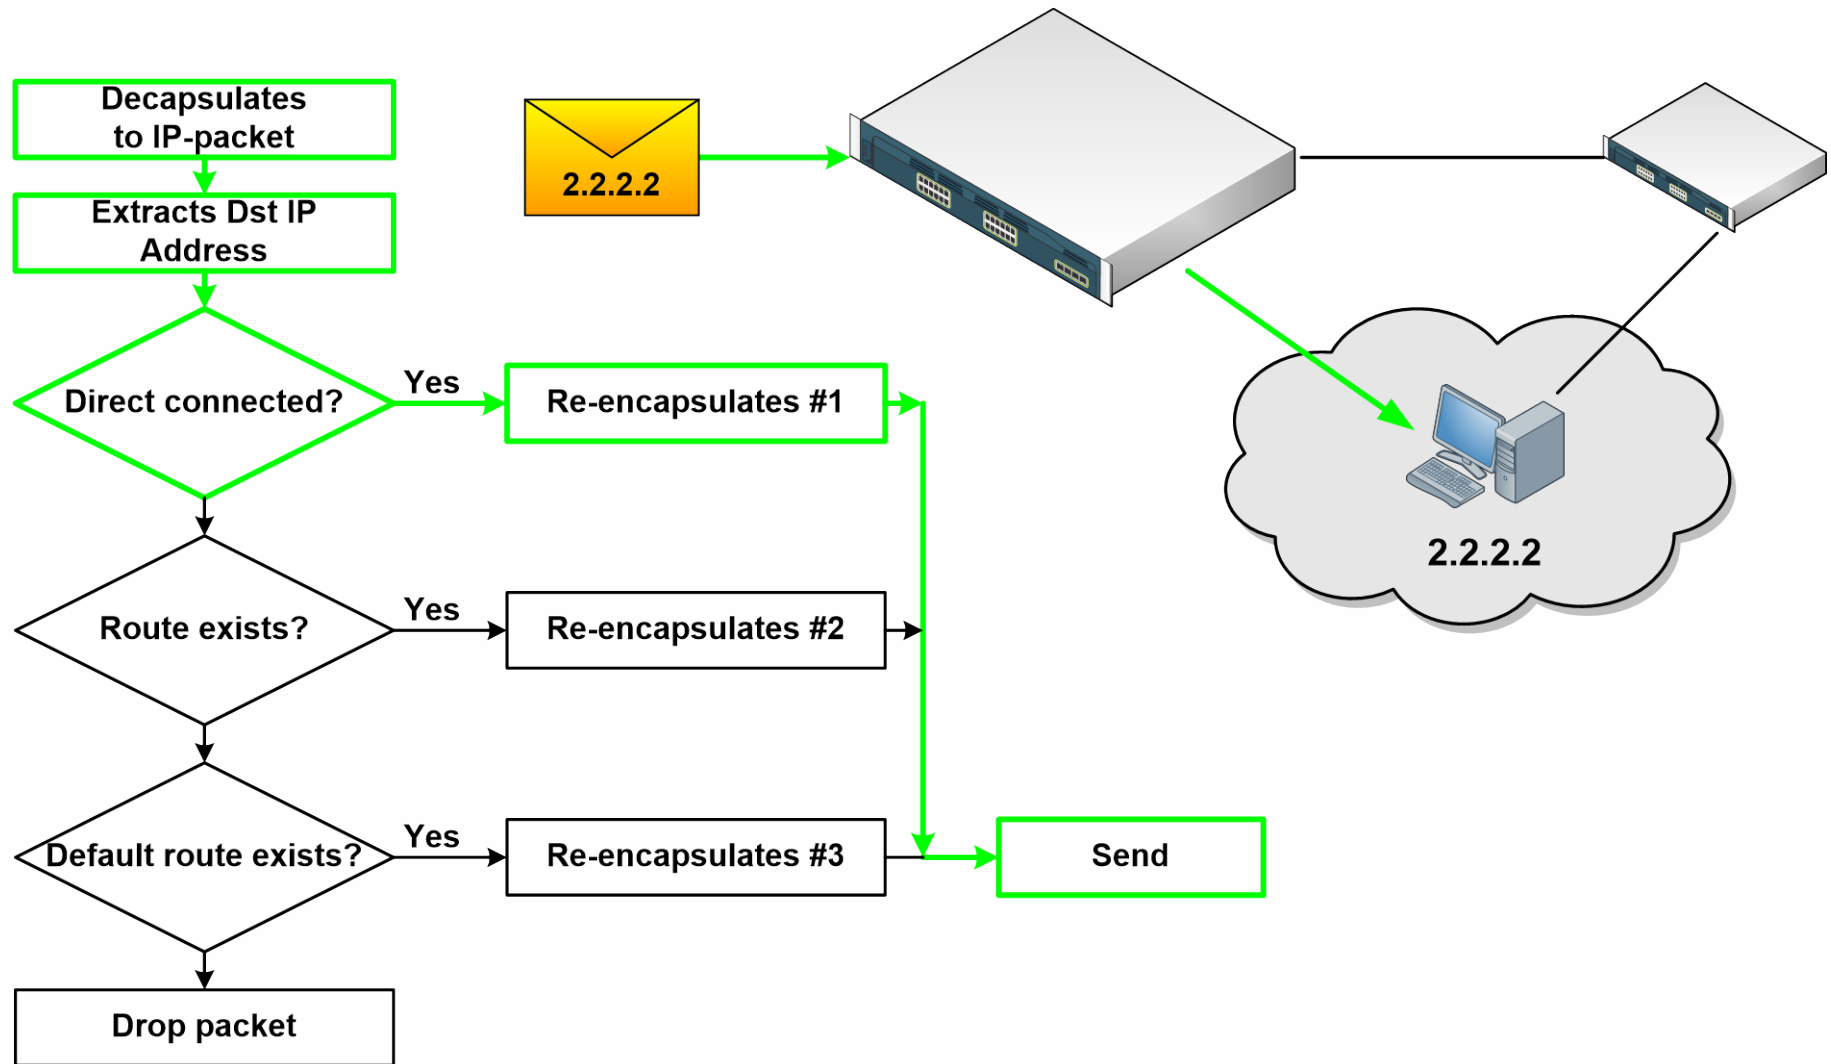 Decapsulates
to IP-packet
2.2.2.2
Extracts Dst IP
Address
Direct connected?
Yes
Re-encapsulates #1
2.2.2.2
Route exists?
Yes
Re-encapsulates #2
Default route exists?
Yes
Re-encapsulates #3
Send
Drop packet